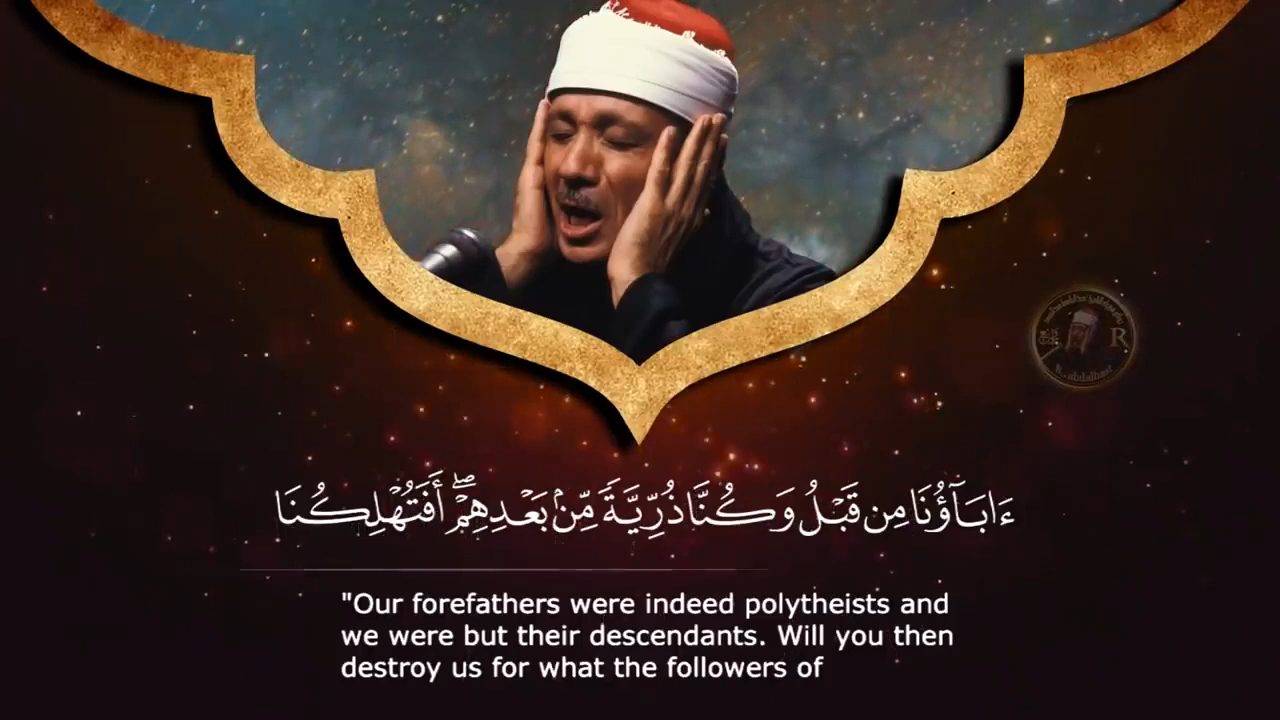 ءَابَآؤُنَا مِن قَبْلُ وَكُنَّا ذُرِّيَّةً مِّنۢ بَعْدِهِمْ ۖ أَفَتُهْلِكُنَا
"Our forefathers were indeed polytheists and
we were but their descendants. Will you then
destroy us for what the followers of